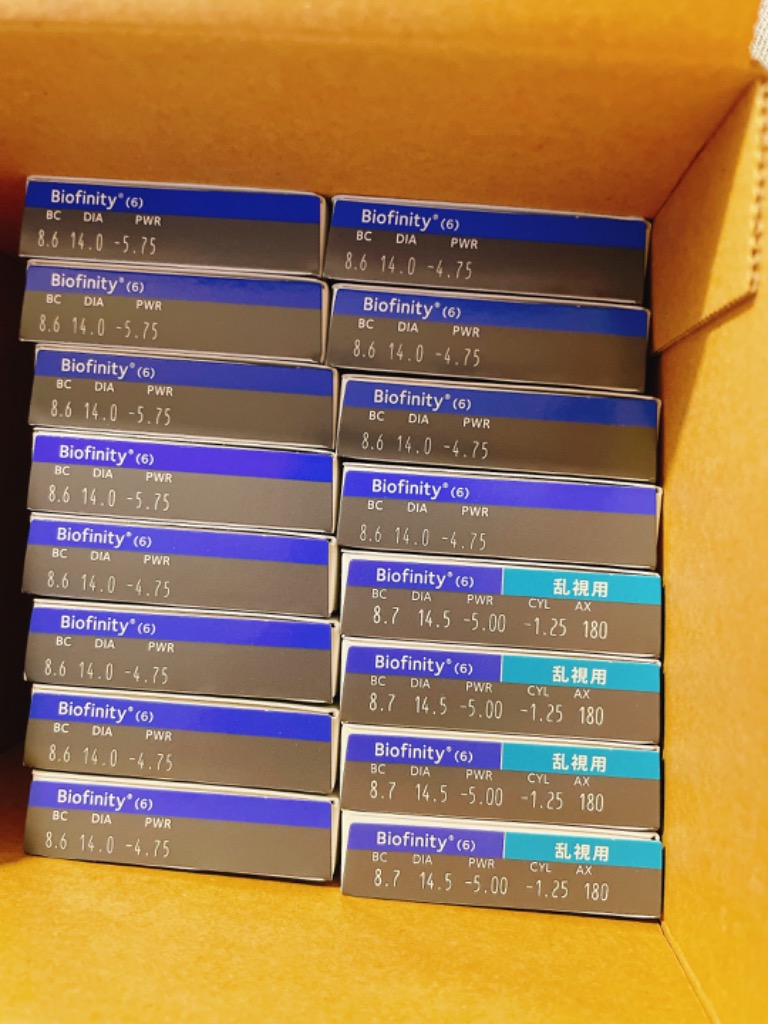 Biofinity®(6)
BC DIA PWR
8.6 14.0 -5.75
Biofinity®(6)
BC DIA PWR
8.6 14.0 -5.75
Biofinity®(6)
BC DIA PWR
8.6 14.0 -5.75
Biofinity®(6)
BC DIA PWR
8.6 14.0 -5.75
Biofinity®(6)
BC DIA PWR
8.6 14.0 -4.75
Biofinity®(6)
BC DIA PWR
8.6 14.0 -4.75
Biofinity®(6)
BC DIA PWR
8.6 14.0 -4.75
Biofinity®(6)
BC DIA PWR
8.6 14.0 -4.75
Biofinity®(6)
BC DIA PWR
8.6 14.0 -4.75
Biofinity®(6)
BC DIA PWR
8.6 14.0 -4.75
Biofinity®(6)
BC DIA PWR
8.6 14.0 -4.75
Biofinity®(6)
BC DIA PWR
8.6 14.0 -4.75
Biofinity®(6) 乱視用
BC DIA PWR CYL AX
8.7 14.5 -5.00 -1.25 180
Biofinity®(6) 乱視用
BC DIA PWR CYL AX
8.7 14.5 -5.00 -1.25 180
Biofinity®(6) 乱視用
BC DIA PWR CYL AX
8.7 14.5 -5.00 -1.25 180
Biofinity®(6) 乱視用
BC DIA PWR CYL AX
8.7 14.5 -5.00 -1.25 180